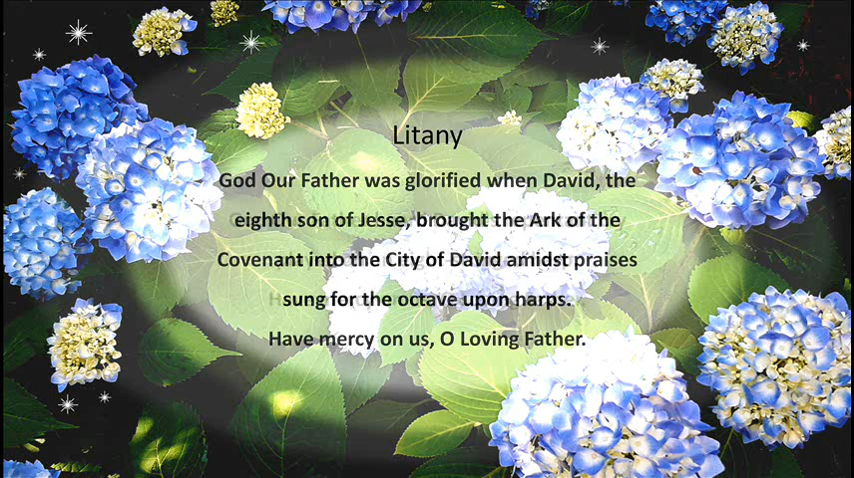 Litany
God Our Father was glorified when David, the
eighth son of Jesse, brought the Ark of the
Covenant into the City of David amidst praises
sung for the octave upon harps.
Have mercy on us, O Loving Father.